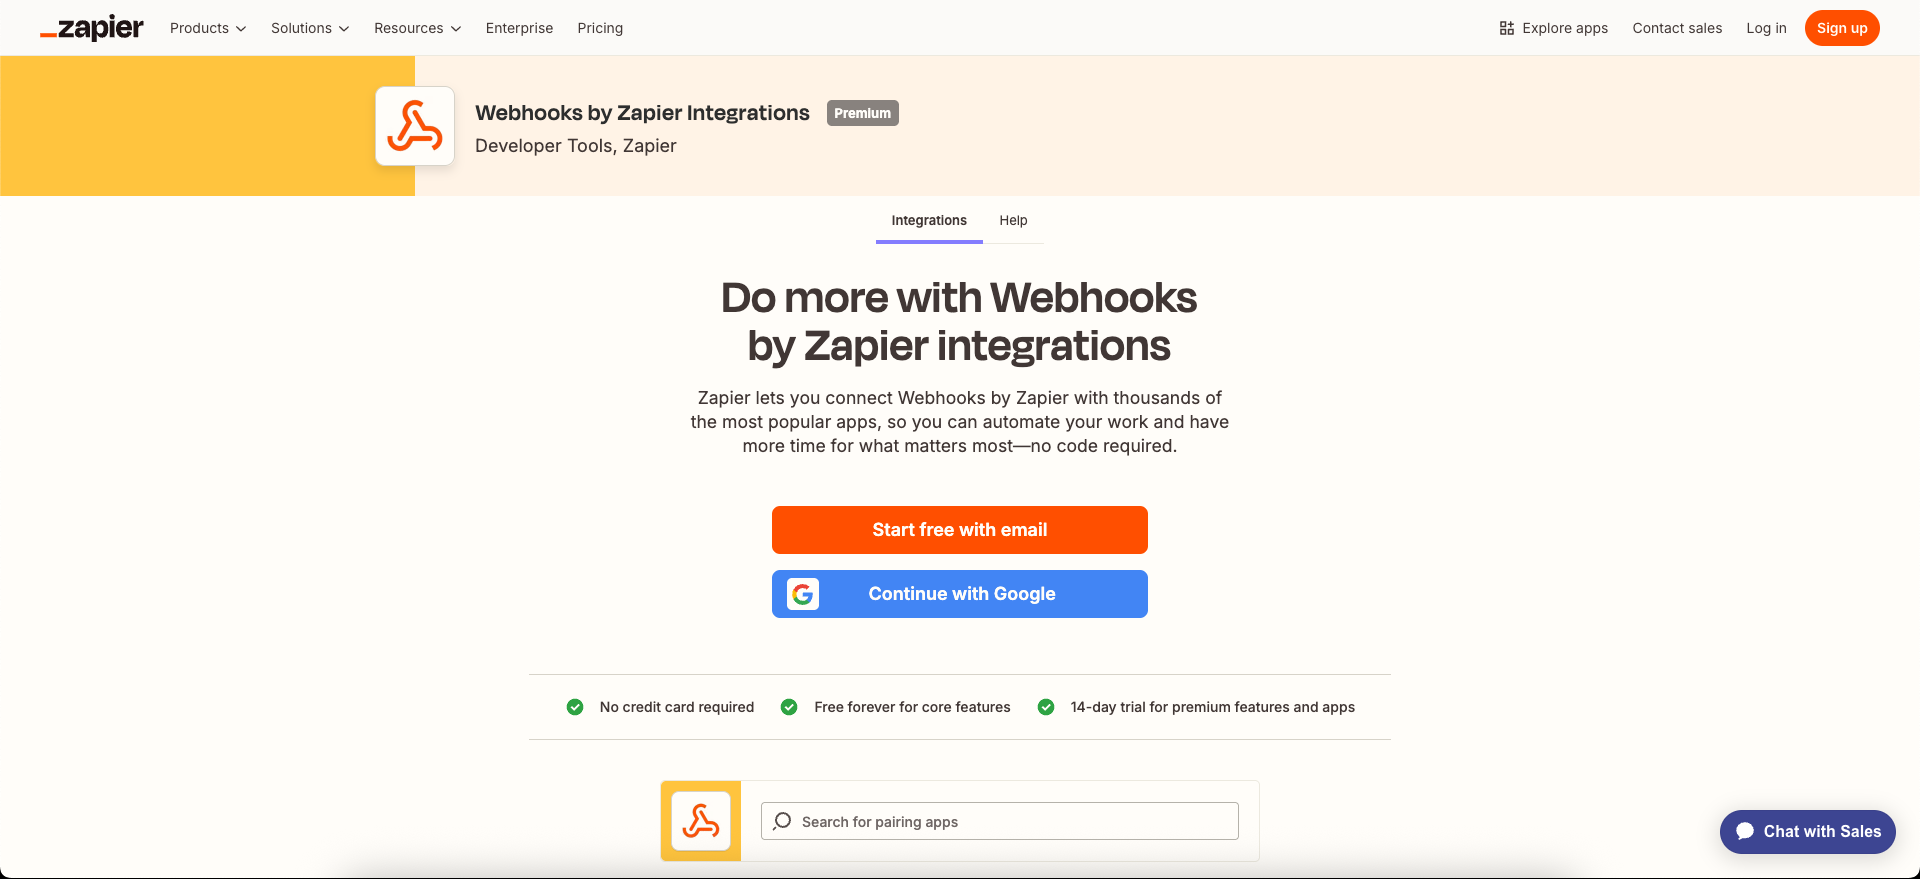 zapier
Products
Solutions
Resources
Enterprise
Pricing
Explore apps
Contact sales
Log in
Sign up
Webhooks by Zapier Integrations
Premium
Developer Tools, Zapier
Integrations
Help
Do more with Webhooks
by Zapier integrations
Zapier lets you connect Webhooks by Zapier with thousands of
the most popular apps, so you can automate your work and have
more time for what matters most—no code required.
Start free with email
Continue with Google
No credit card required
Free forever for core features
14-day trial for premium features and apps
Search for pairing apps
Chat with Sales